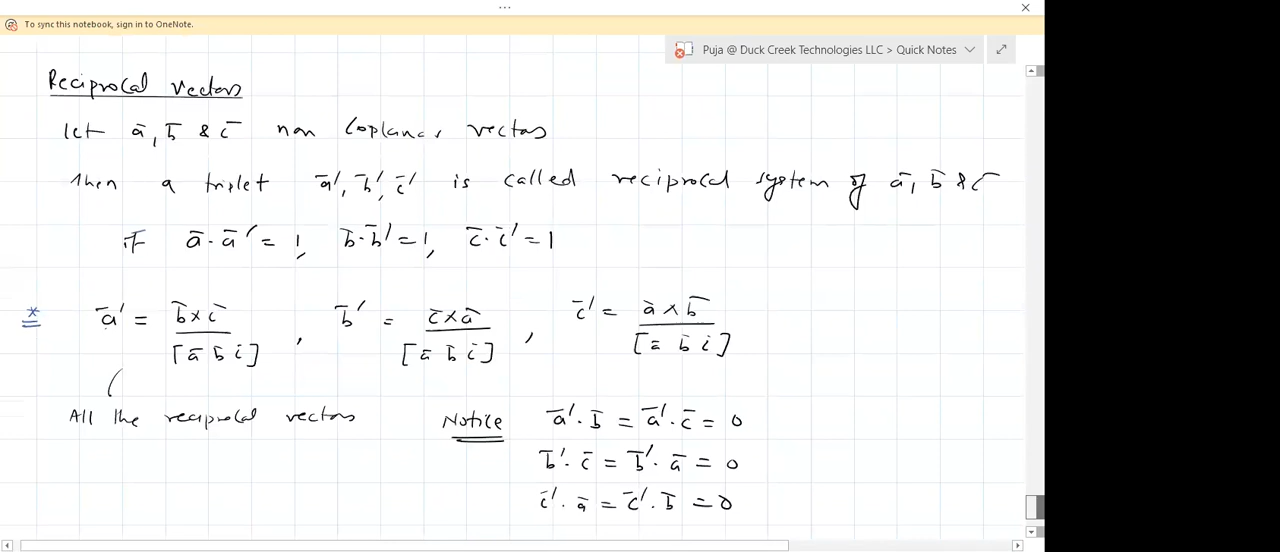 ...
To sync this notebook, sign in to OneNote.
Puja @ Duck Creek Technologies LLC > Quick Notes
Reciprocal vectors
Let a̅, b̅ & c̅ non coplanar vectors
Then a triplet a̅', b̅', c̅' is called reciprocal system of a̅, b̅ & c̅
if a̅·a̅' = 1, b̅·b̅' = 1, c̅·c̅' = 1
* a̅' = b̅×c̅ / [a̅ b̅ c̅], b̅' = c̅×a̅ / [a̅ b̅ c̅], c̅' = a̅×b̅ / [a̅ b̅ c̅]
All the reciprocal vectors
Notice a̅'·b̅ = a̅'·c̅ = 0
b̅'·c̅ = b̅'·a̅ = 0
c̅'·a̅ = c̅'·b̅ = 0